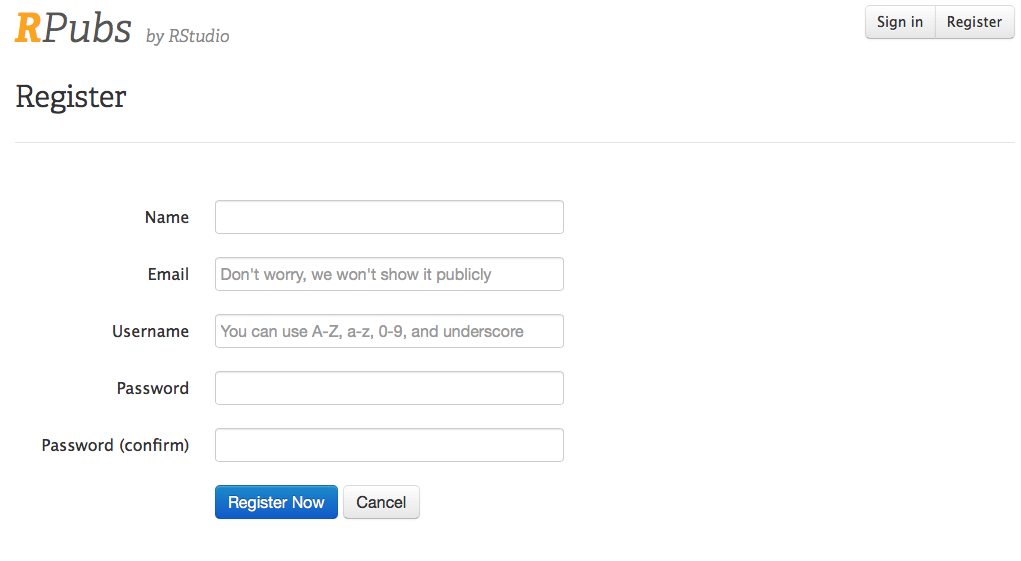 RPubs by RStudio
Sign in Register
Register
Name
Email Don't worry, we won't show it publicly
Username You can use A-Z, a-z, 0-9, and underscore
Password
Password (confirm)
Register Now Cancel